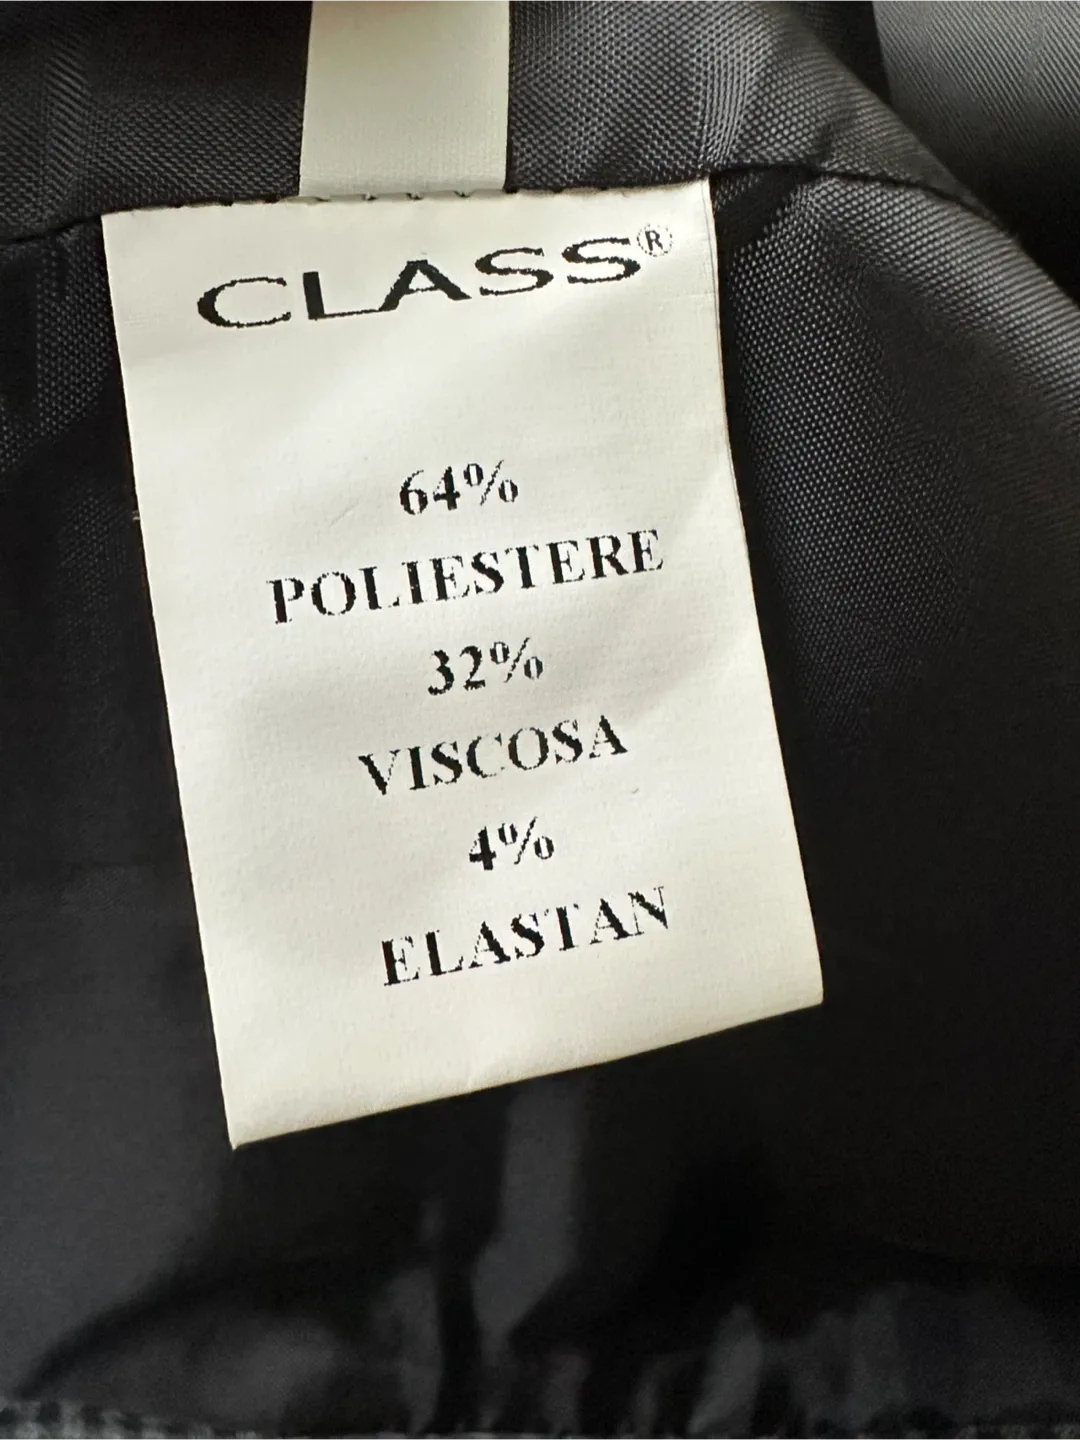 CLASS®
64%
POLIESTERE
32%
VISCOSA
4%
ELASTAN